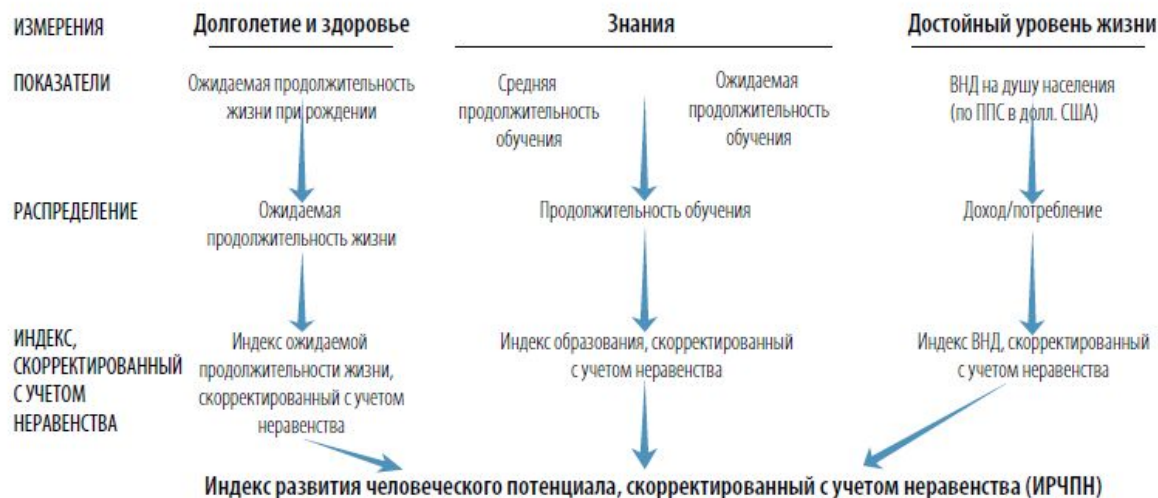 ИЗМЕРЕНИЯ
Долголетие и здоровье
Знания
Достойный уровень жизни
ПОКАЗАТЕЛИ
Ожидаемая продолжительность
жизни при рождении
Средняя
продолжительность
обучения
Ожидаемая
продолжительность
обучения
ВНД на душу населения
(по ППС в долл. США)
РАСПРЕДЕЛЕНИЕ
Ожидаемая
продолжительность жизни
Продолжительность обучения
Доход/потребление
ИНДЕКС,
СКОРРЕКТИРОВАННЫЙ
С УЧЕТОМ
НЕРАВЕНСТВА
Индекс ожидаемой
продолжительности жизни,
скорректированный с учетом
неравенства
Индекс образования, скорректированный
с учетом неравенства
Индекс ВНД, скорректированный
с учетом неравенства
Индекс развития человеческого потенциала, скорректированный с учетом неравенства (ИРЧПН)